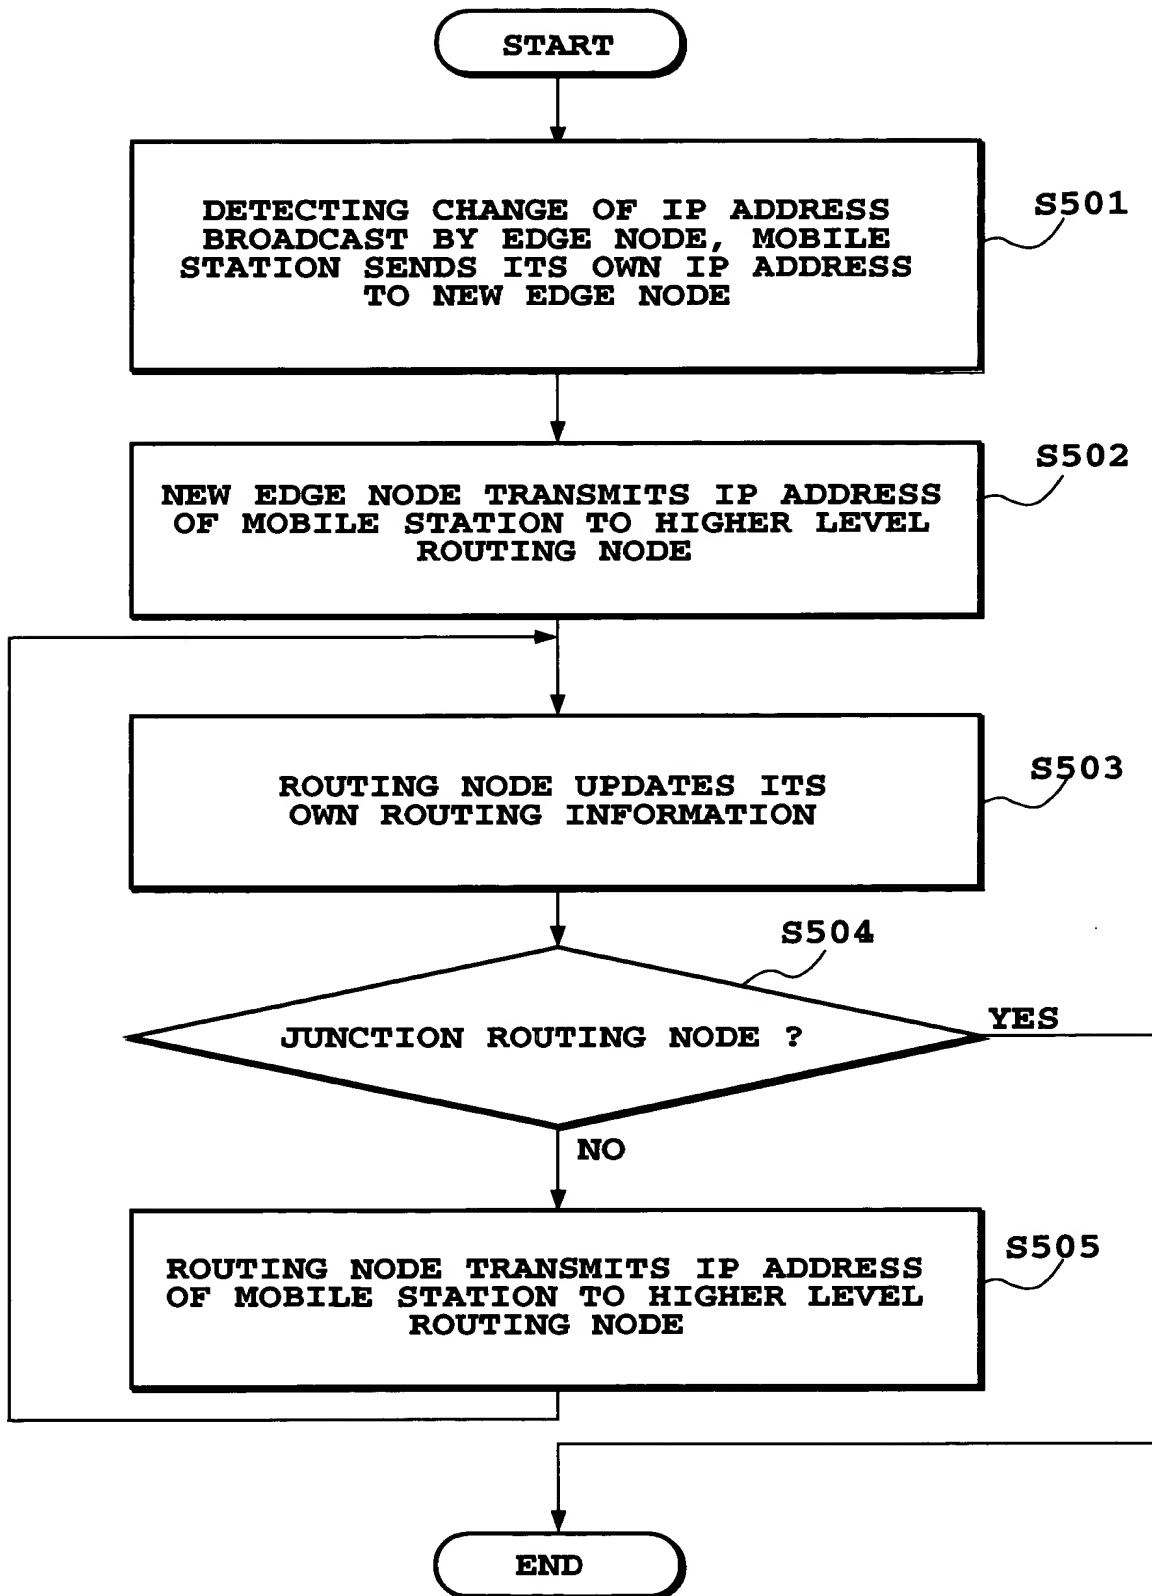 START
DETECTING CHANGE OF IP ADDRESS
BROADCAST BY EDGE NODE, MOBILE
STATION SENDS ITS OWN IP ADDRESS
TO NEW EDGE NODE
S501
NEW EDGE NODE TRANSMITS IP ADDRESS
OF MOBILE STATION TO HIGHER LEVEL
ROUTING NODE
S502
ROUTING NODE UPDATES ITS
OWN ROUTING INFORMATION
S503
JUNCTION ROUTING NODE ?
S504
YES
NO
ROUTING NODE TRANSMITS IP ADDRESS
OF MOBILE STATION TO HIGHER LEVEL
ROUTING NODE
S505
END